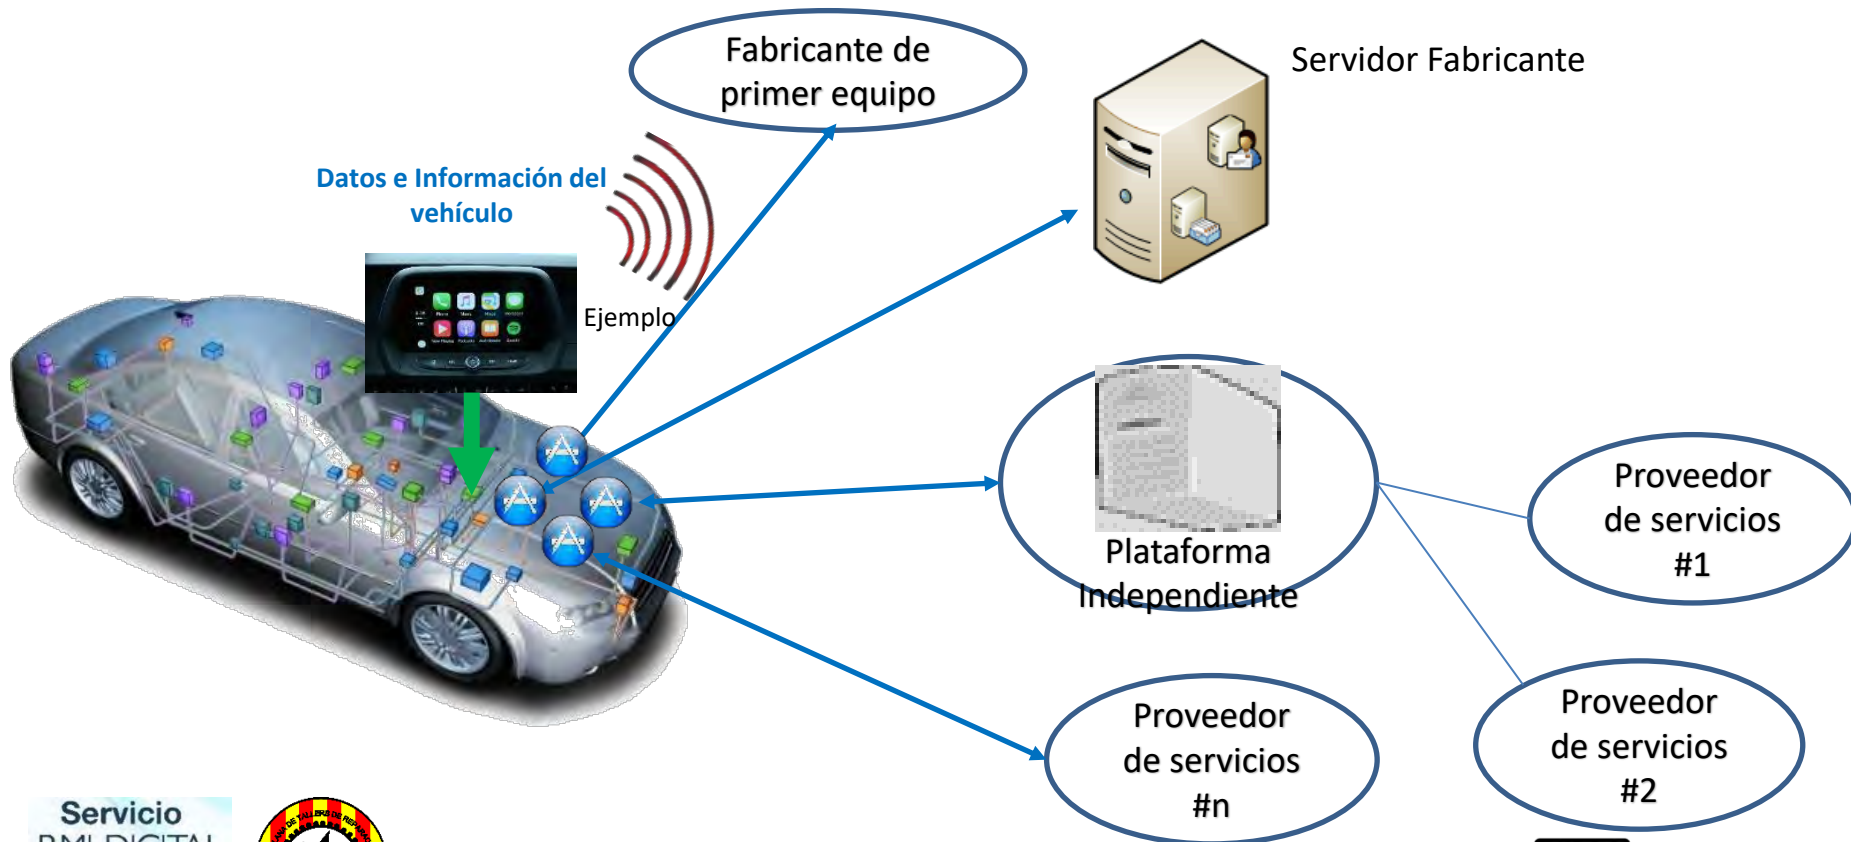 Fabricante de
primer equipo
Servidor Fabricante
Datos e Información del
vehículo
Ejemplo
Plataforma
Independiente
Proveedor
de servicios
#1
Proveedor
de servicios
#2
Proveedor
de servicios
#n
Servicio